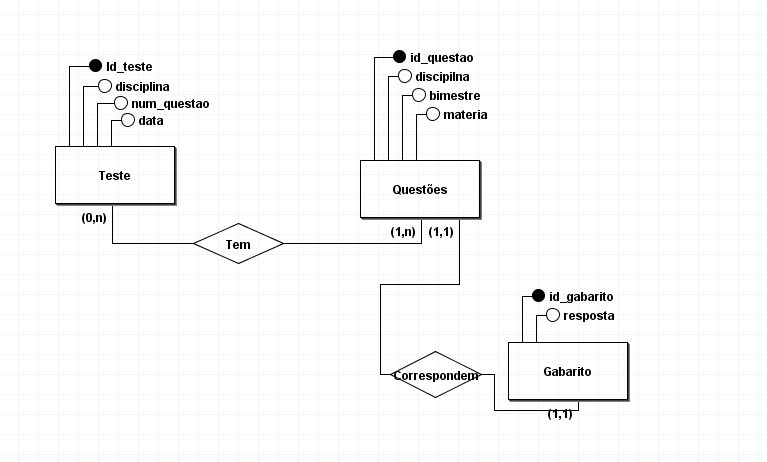 Id_teste
disciplina
num_questao
data
Teste
(0,n)
id_questao
discipilna
bimestre
materia
Questões
(1,n)
(1,1)
Tem
id_gabarito
resposta
Gabarito
(1,1)
Correspondem